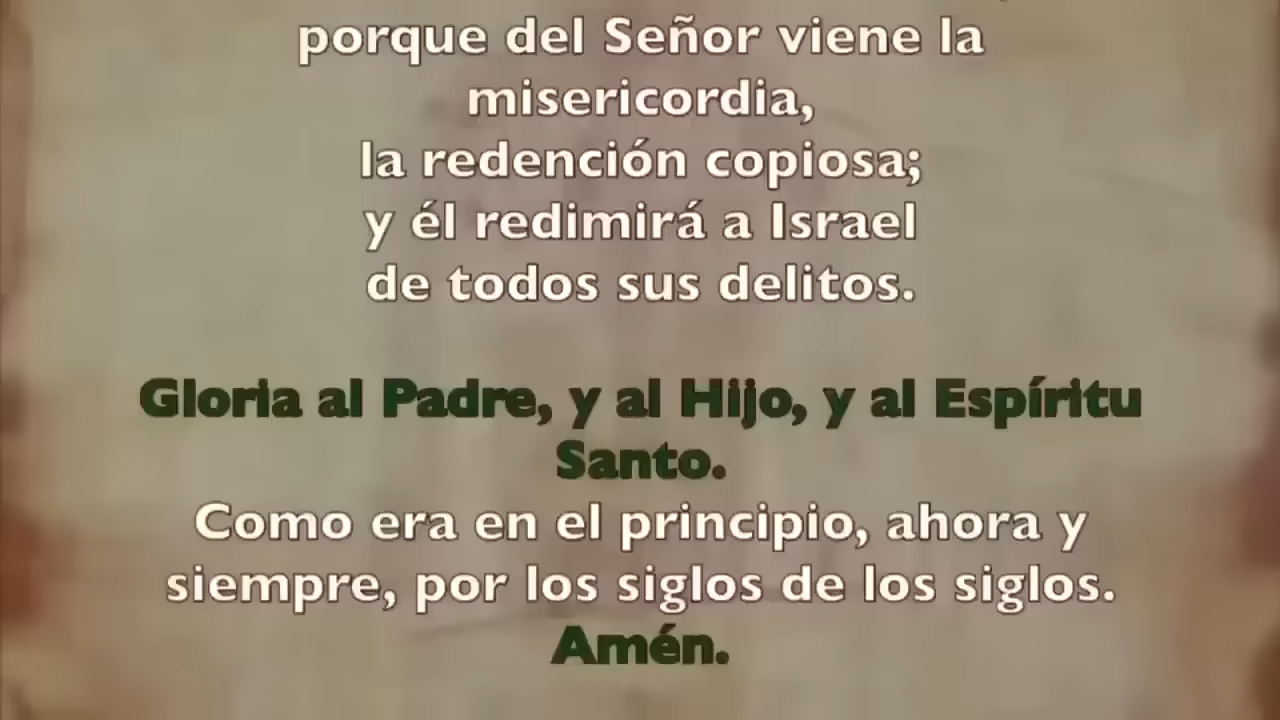 porque del Señor viene la
misericordia,
la redención copiosa;
y él redimirá a Israel
de todos sus delitos.
Gloria al Padre, y al Hijo, y al Espíritu
Santo.
Como era en el principio, ahora y
siempre, por los siglos de los siglos.
Amén.